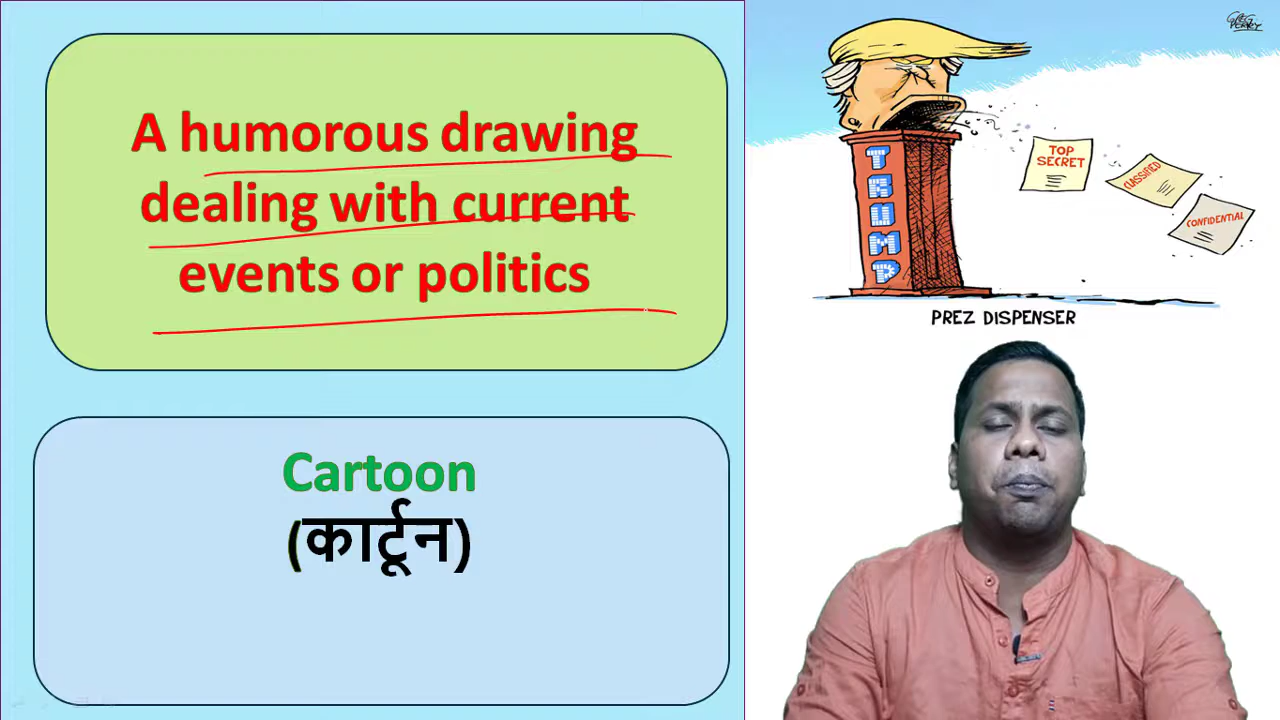 A humorous drawing
dealing with current
events or politics
Cartoon
(कार्टून)
TRUMP
TOP
SECRET
CLASSIFIED
CONFIDENTIAL
PREZ DISPENSER